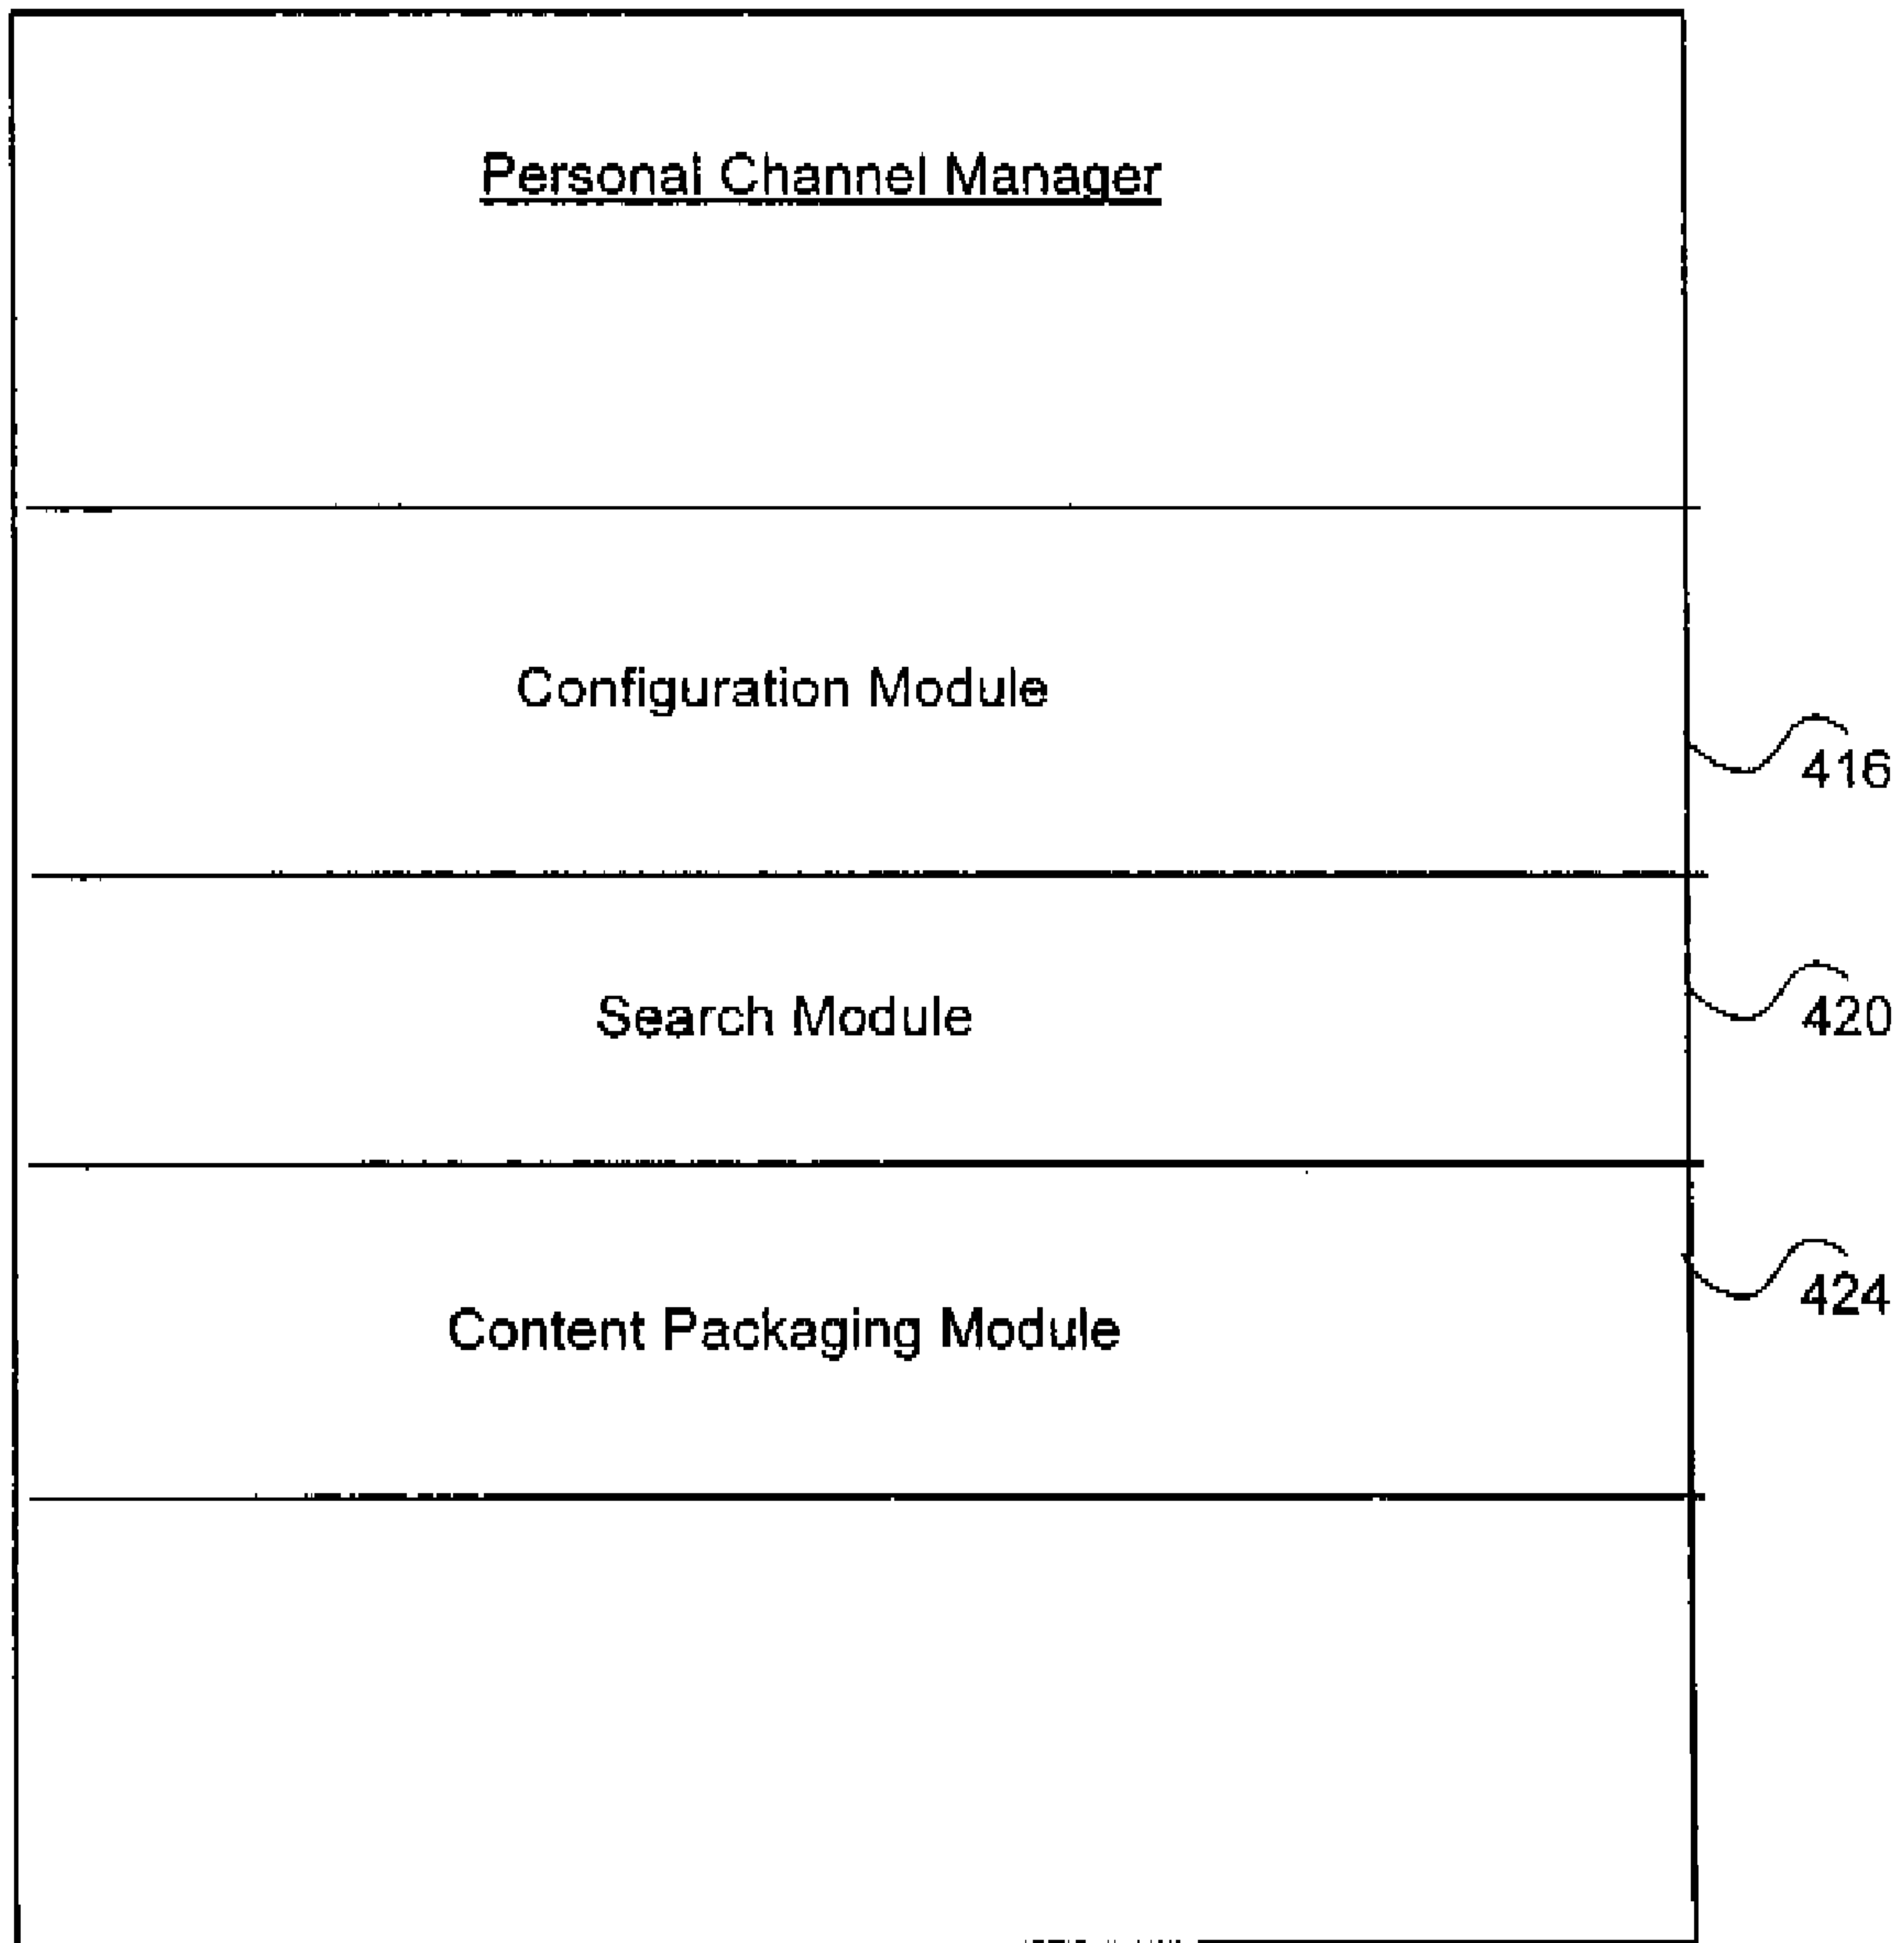 Personal Channel Manager
Configuration Module
416
Search Module
420
Content Packaging Module
424